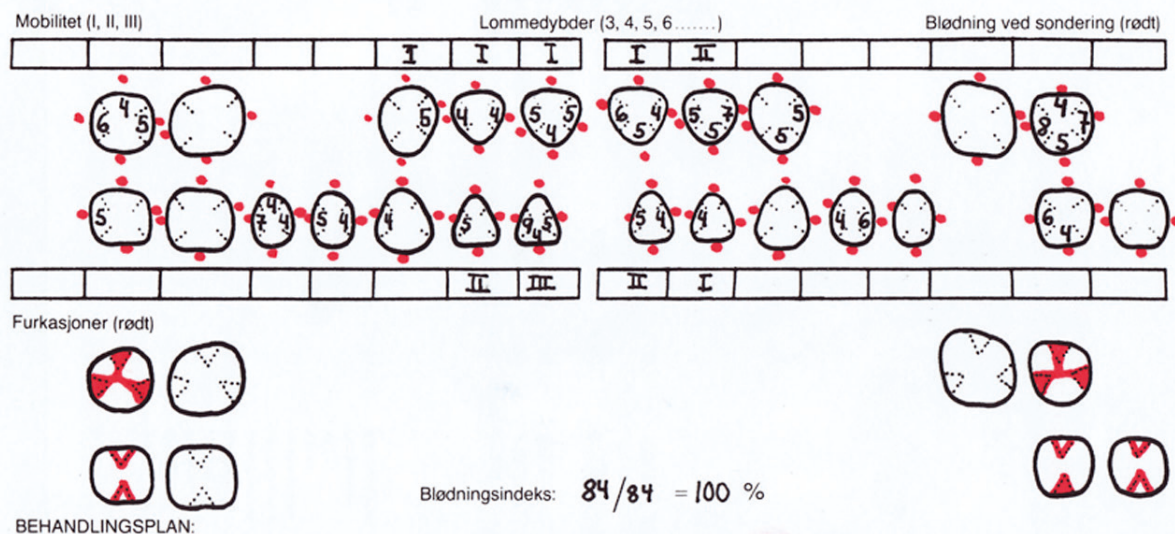 Mobilitet (I, II, III) Lommedybder (3, 4, 5, 6.......) Blødning ved sondering (rødt)
I I I I II
4 4
6 5 5 4 4 5 5 6 4 5 7 5 8 7
4 5 5 5 5
4
5 7 4 5 4 4 5 9 5 5 4 4 4 6 6
4 4
II III II I
Furkasjoner (rødt)
Blødningsindeks: 84/84 = 100 %
BEHANDLINGSPLAN: